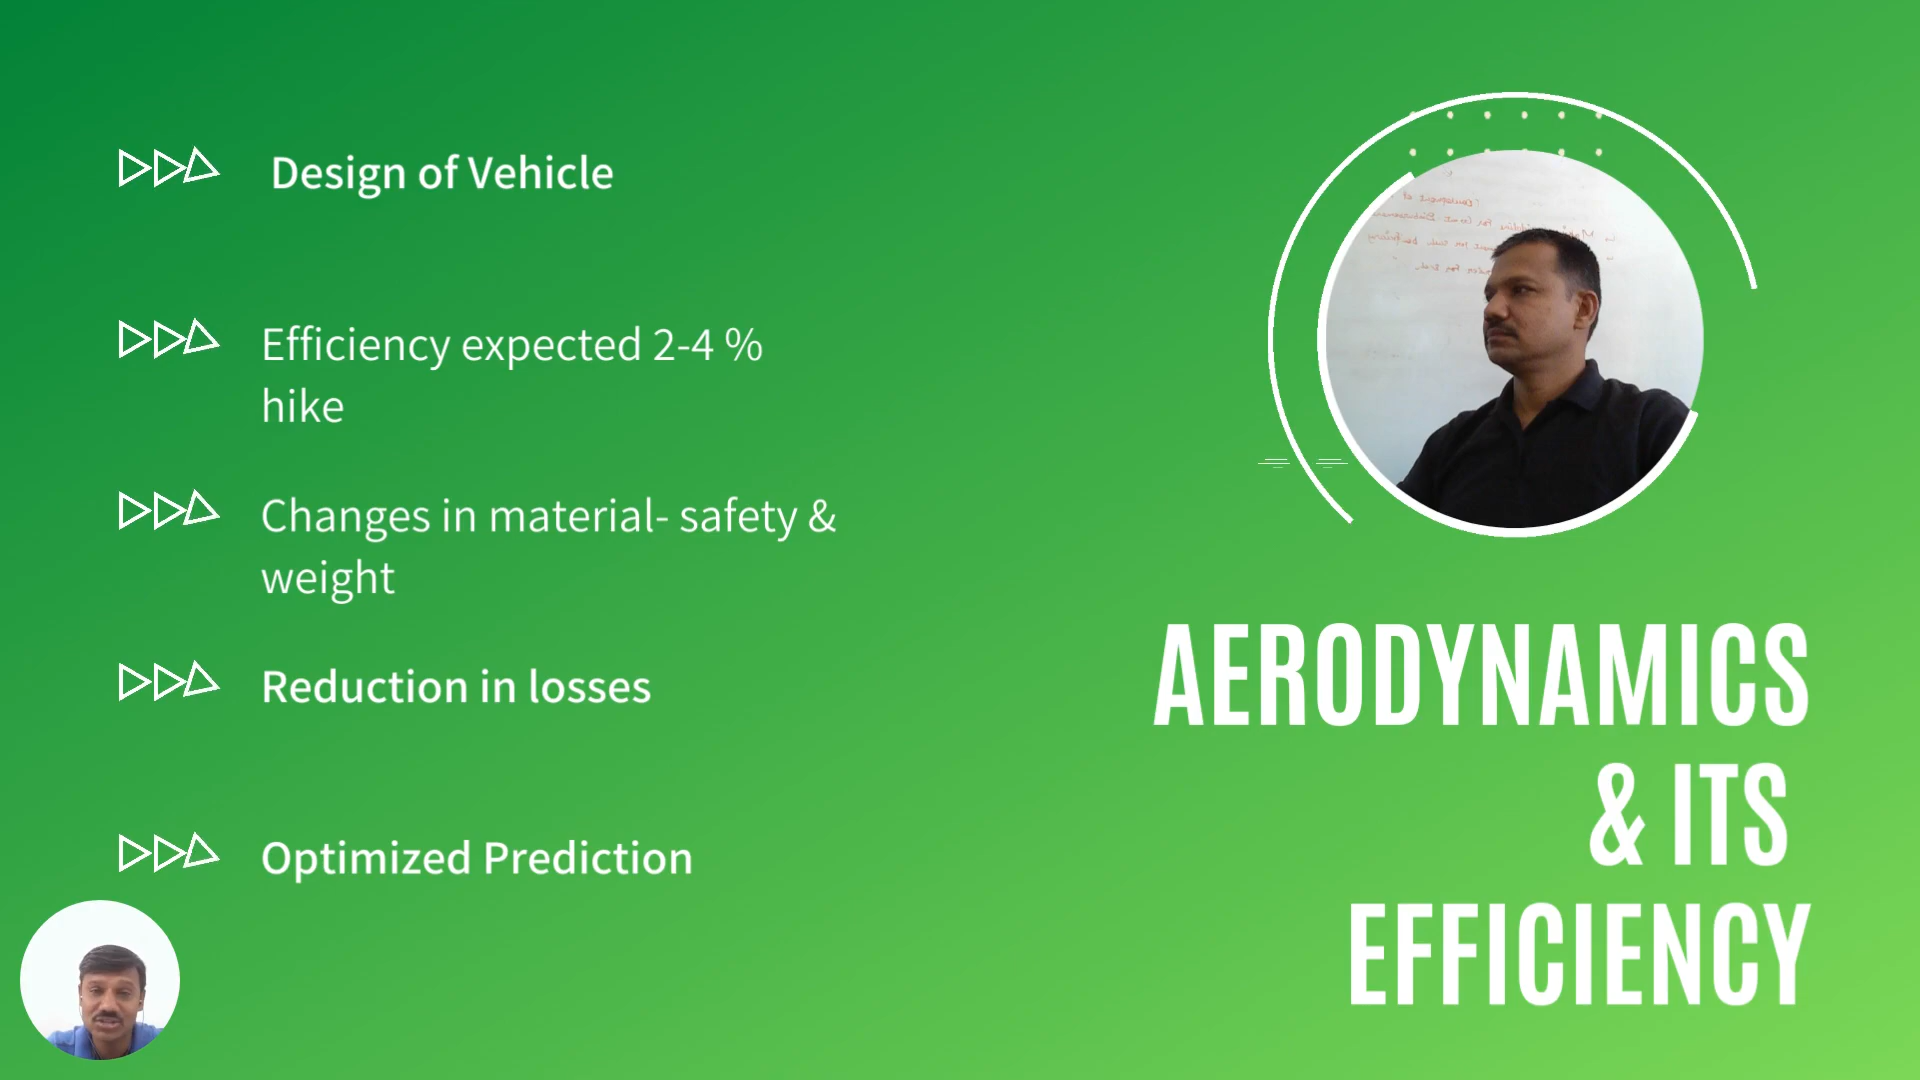 Design of Vehicle
Efficiency expected 2-4 %
hike
Changes in material- safety &
weight
Reduction in losses
Optimized Prediction
AERODYNAMICS
& ITS
EFFICIENCY